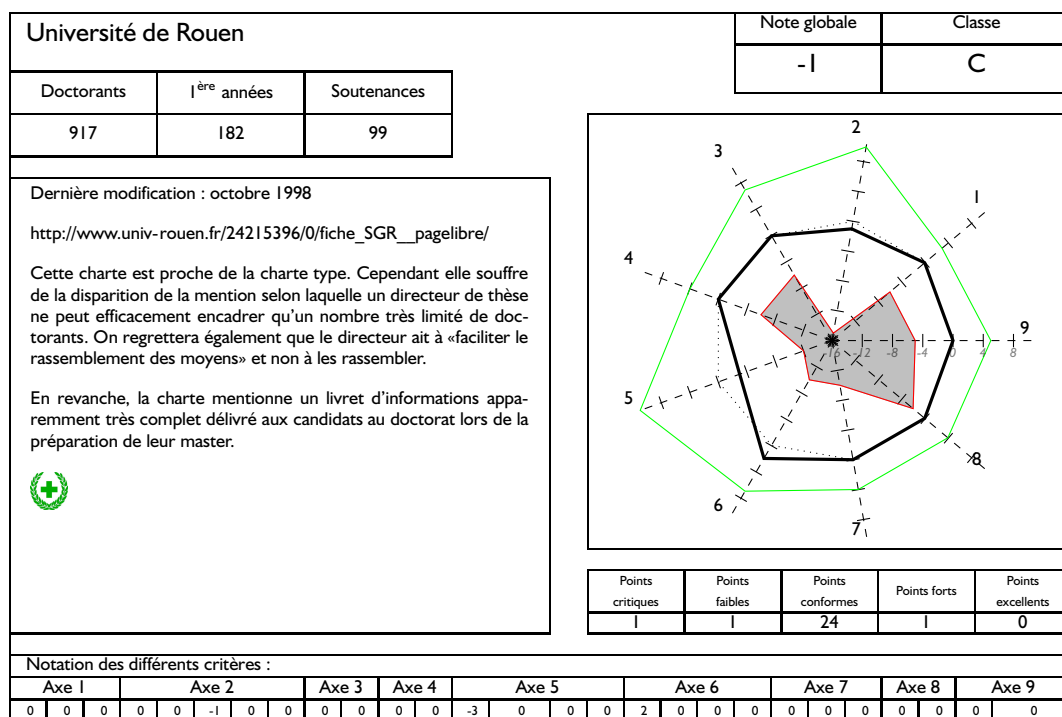 Université de Rouen
Note globale Classe
-1 C
Doctorants 1ère années Soutenances
917 182 99
Dernière modification : octobre 1998
http://www.univ-rouen.fr/24215396/0/fiche_SGR__pagelibre/
Cette charte est proche de la charte type. Cependant elle souffre
de la disparition de la mention selon laquelle un directeur de thèse
ne peut efficacement encadrer qu'un nombre très limité de doc-
torants. On regrettera également que le directeur ait à «faciliter le
rassemblement des moyens» et non à les rassembler.
En revanche, la charte mentionne un livret d'informations appa-
remment très complet délivré aux candidats au doctorat lors de la
préparation de leur master.
2
3
1
4
9
-16 -12 -8 -4 0 4 8
5
8
6
7
Points critiques Points faibles Points conformes Points forts Points excellents
1 1 24 1 0
Notation des différents critères :
Axe 1 Axe 2 Axe 3 Axe 4 Axe 5 Axe 6 Axe 7 Axe 8 Axe 9
0 0 0 0 0 -1 0 0 0 0 0 0 -3 0 0 0 2 0 0 0 0 0 0 0 0 0 0 0 0